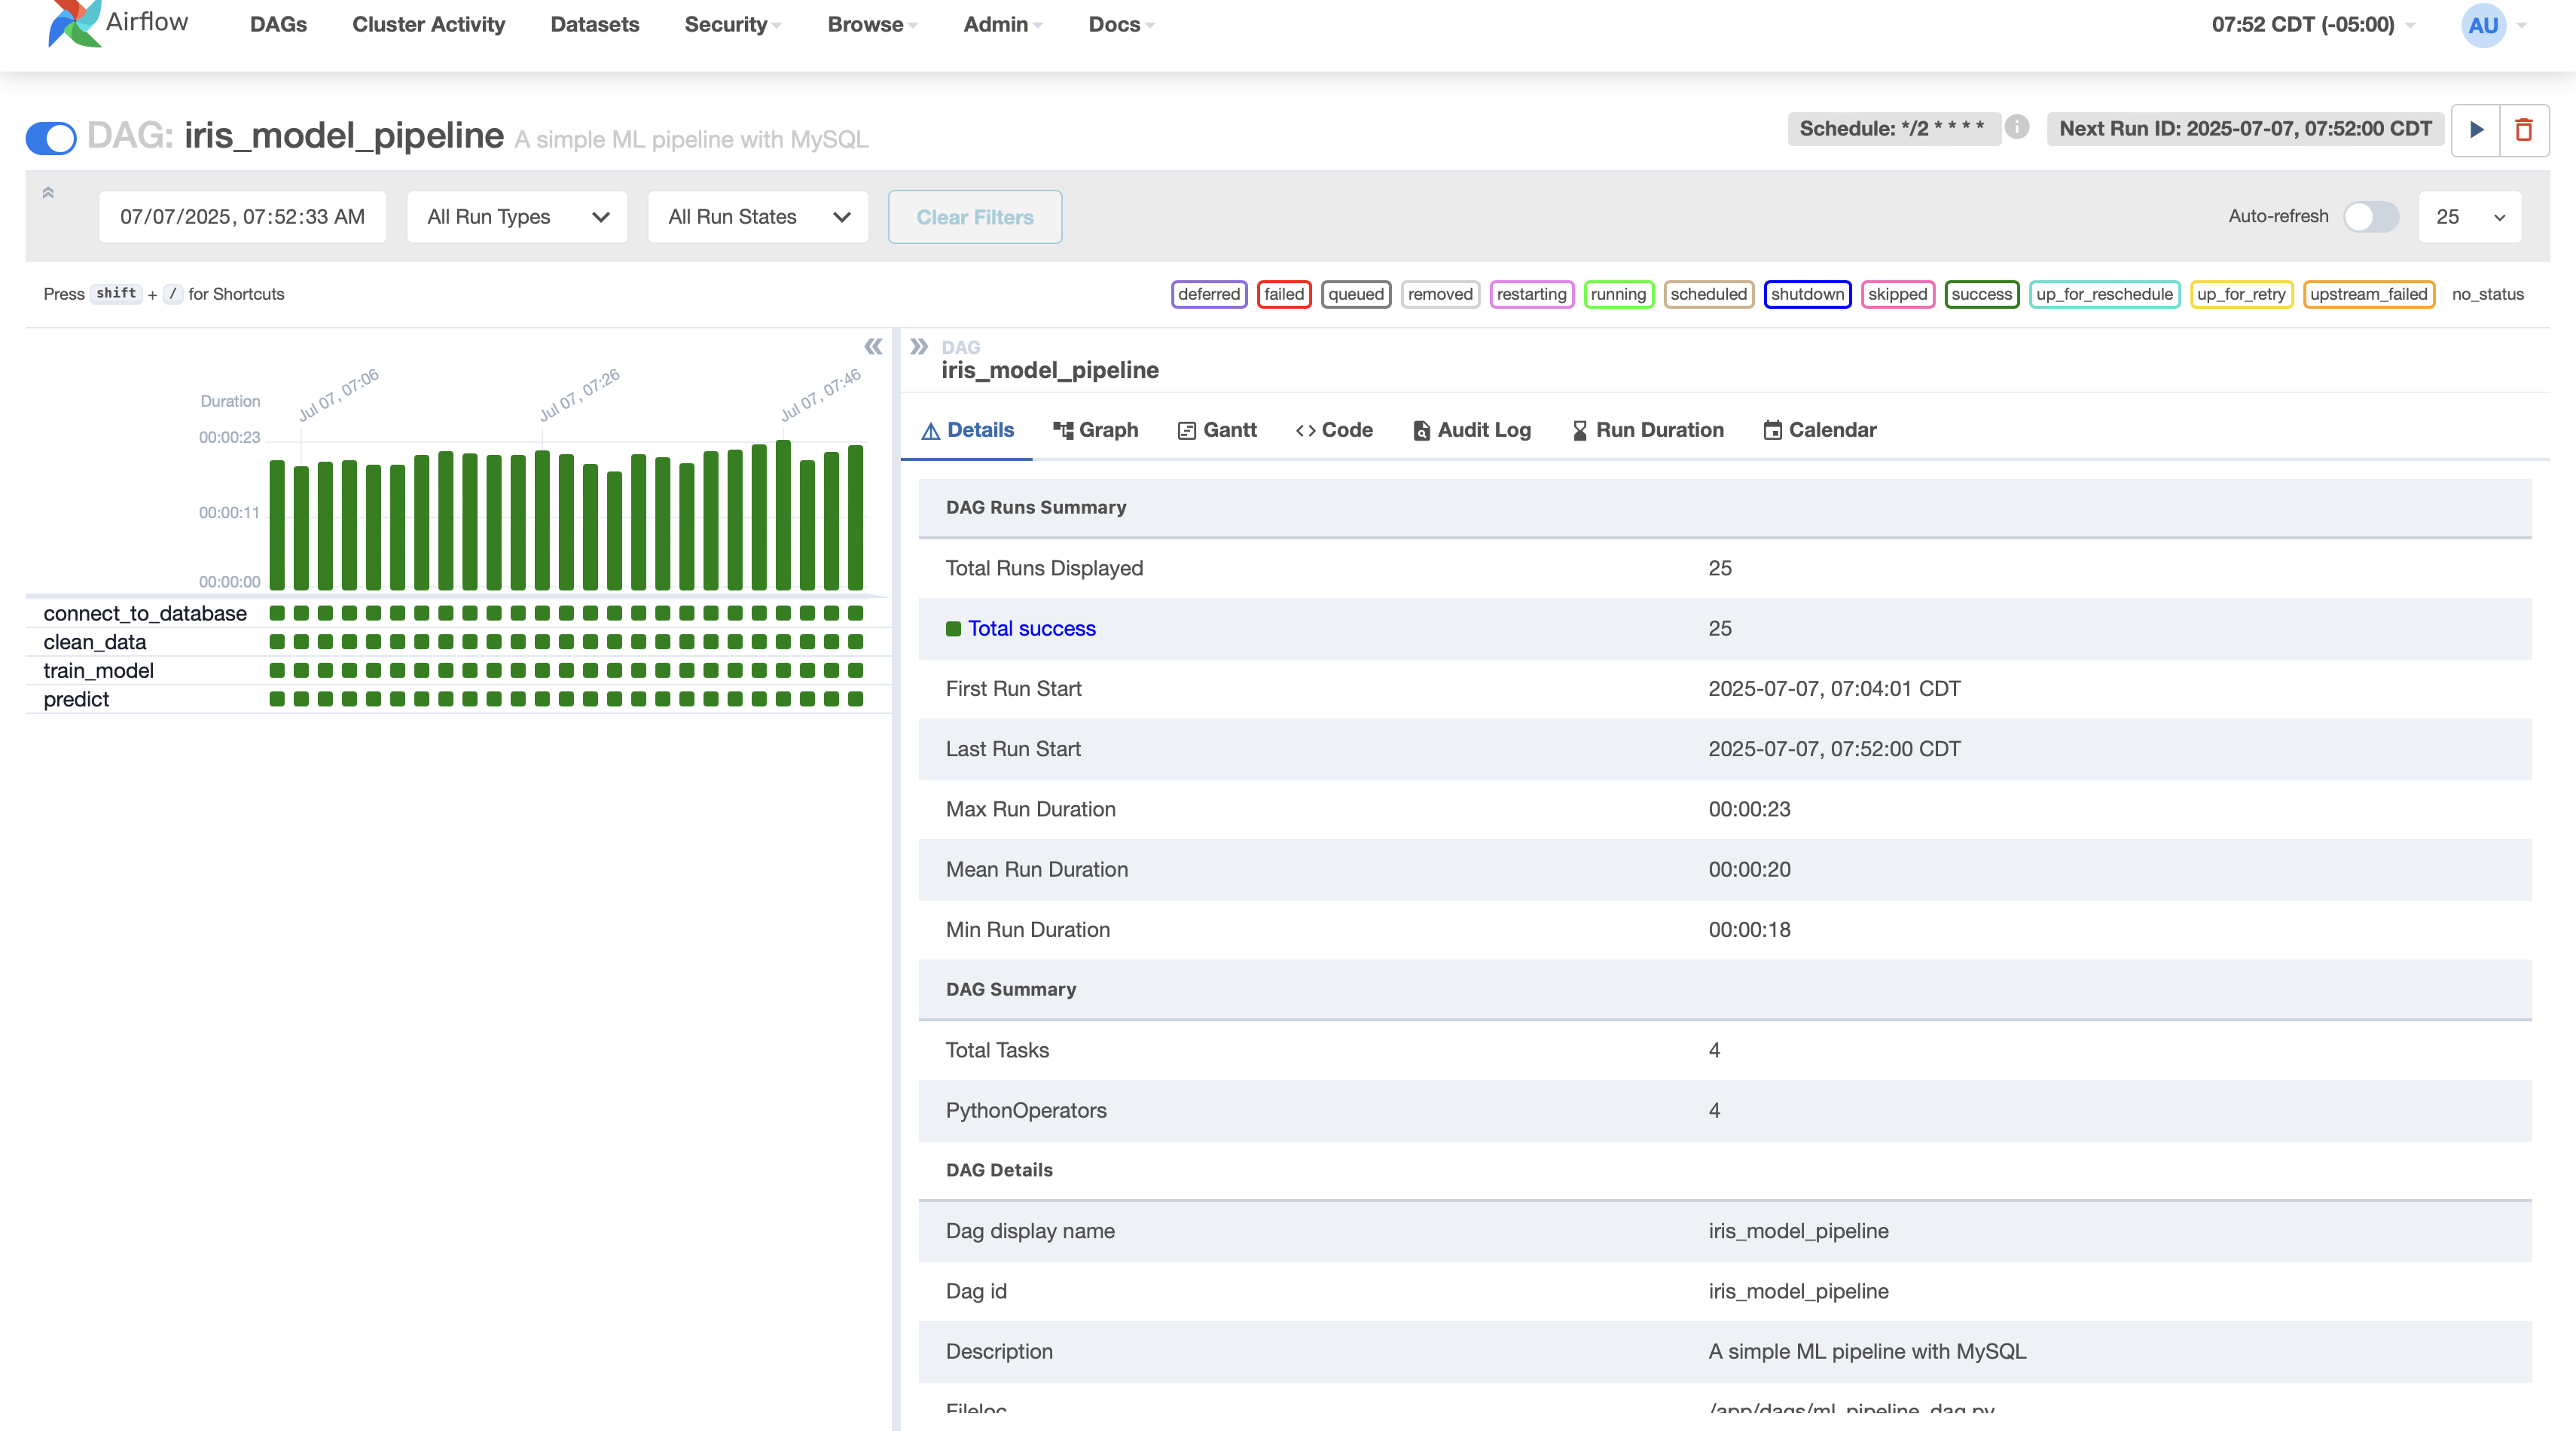 Airflow DAGs Cluster Activity Datasets Security Browse Admin Docs 07:52 CDT (-05:00) AU
DAG: iris_model_pipeline A simple ML pipeline with MySQL Schedule: */2 * * * * Next Run ID: 2025-07-07, 07:52:00 CDT
07/07/2025, 07:52:33 AM All Run Types All Run States Clear Filters Auto-refresh 25
Press shift + / for Shortcuts deferred failed queued removed restarting running scheduled shutdown skipped success up_for_reschedule up_for_retry upstream_failed no_status
Jul 07, 07:06 Jul 07, 07:26 Jul 07, 07:46
Duration
00:00:23
00:00:11
00:00:00
connect_to_database
clean_data
train_model
predict
DAG
iris_model_pipeline
Details Graph Gantt Code Audit Log Run Duration Calendar
DAG Runs Summary
Total Runs Displayed 25
Total success 25
First Run Start 2025-07-07, 07:04:01 CDT
Last Run Start 2025-07-07, 07:52:00 CDT
Max Run Duration 00:00:23
Mean Run Duration 00:00:20
Min Run Duration 00:00:18
DAG Summary
Total Tasks 4
PythonOperators 4
DAG Details
Dag display name iris_model_pipeline
Dag id iris_model_pipeline
Description A simple ML pipeline with MySQL
Fileloc /app/dags/ml_pipeline_dag.py